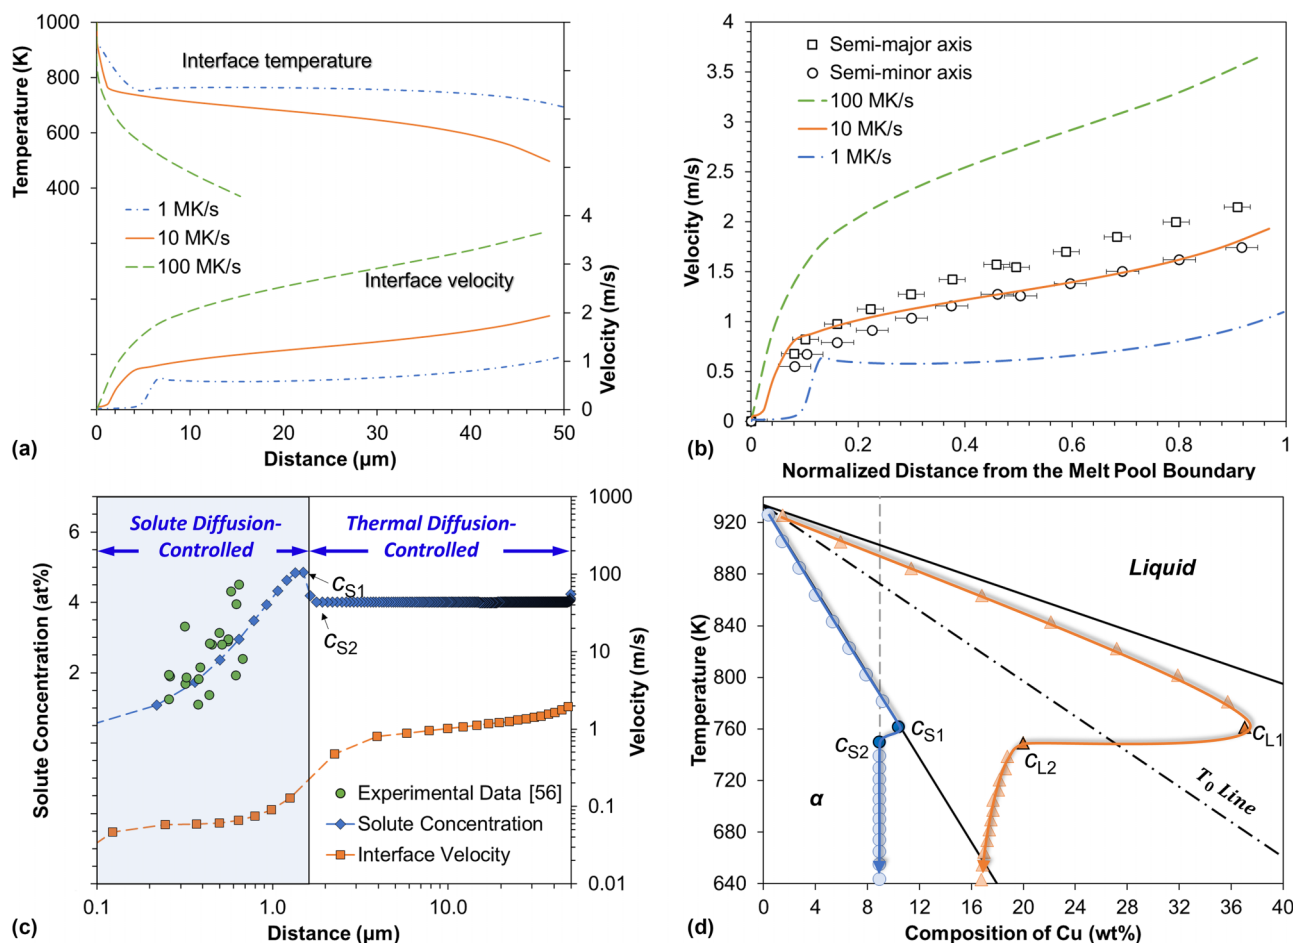 1000
800
600
400
Temperature (K)
Interface temperature
1 MK/s
10 MK/s
100 MK/s
Interface velocity
4
3
2
1
0
Velocity (m/s)
0
10
20
30
40
50
Distance (µm)
(a)
4
3.5
3
2.5
2
1.5
1
0.5
0
Velocity (m/s)
Semi-major axis
Semi-minor axis
100 MK/s
10 MK/s
1 MK/s
0
0.2
0.4
0.6
0.8
1
Normalized Distance from the Melt Pool Boundary
(b)
6
5
4
3
2
Solute Concentration (at%)
Solute Diffusion-
Controlled
Thermal Diffusion-
Controlled
cS1
cS2
Experimental Data [56]
Solute Concentration
Interface Velocity
1000
100
10
1
0.1
0.01
Velocity (m/s)
0.1
1.0
10.0
Distance (µm)
(c)
920
880
840
800
760
720
680
640
Temperature (K)
Liquid
CS1
CS2
CL1
CL2
α
T0 Line
0
4
8
12
16
20
24
28
32
36
40
Composition of Cu (wt%)
(d)